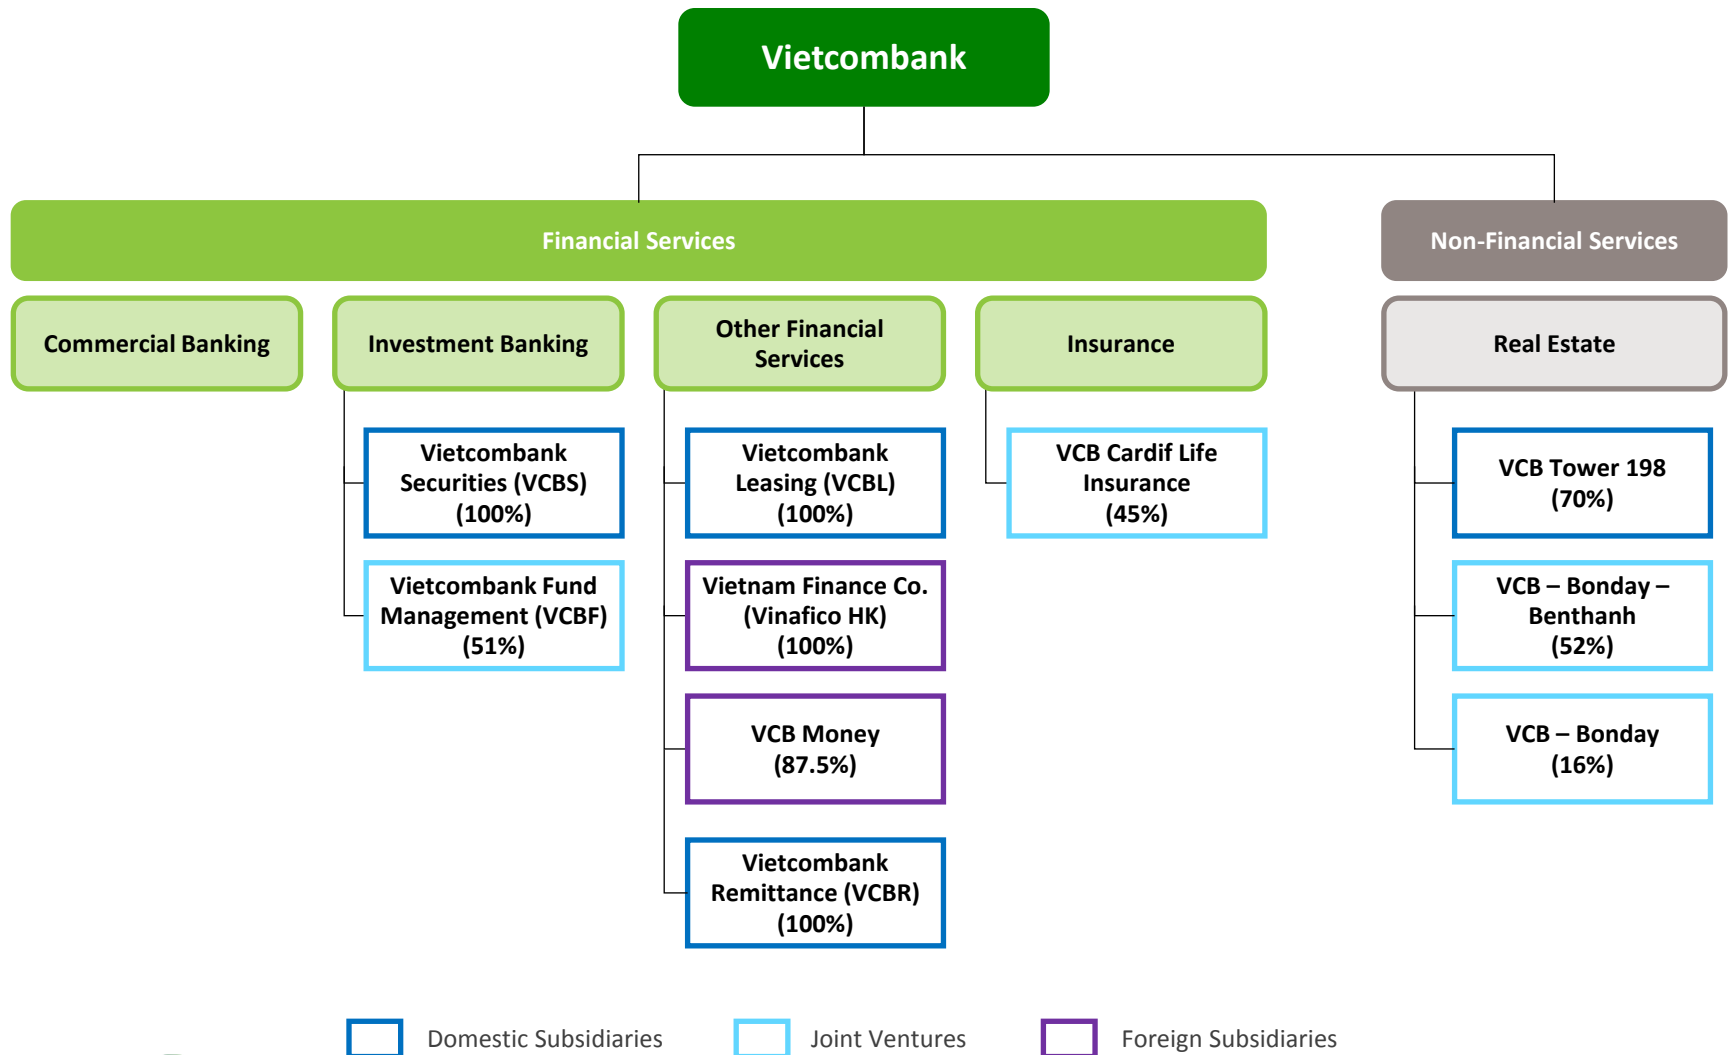 Vietcombank
Financial Services
Non-Financial Services
Commercial Banking
Investment Banking
Other Financial
Services
Insurance
Real Estate
Vietcombank
Securities (VCBS)
(100%)
Vietcombank Fund
Management (VCBF)
(51%)
Vietcombank
Leasing (VCBL)
(100%)
Vietnam Finance Co.
(Vinafico HK)
(100%)
VCB Money
(87.5%)
Vietcombank
Remittance (VCBR)
(100%)
VCB Cardif Life
Insurance
(45%)
VCB Tower 198
(70%)
VCB – Bonday –
Benthanh
(52%)
VCB – Bonday
(16%)
Domestic Subsidiaries
Joint Ventures
Foreign Subsidiaries